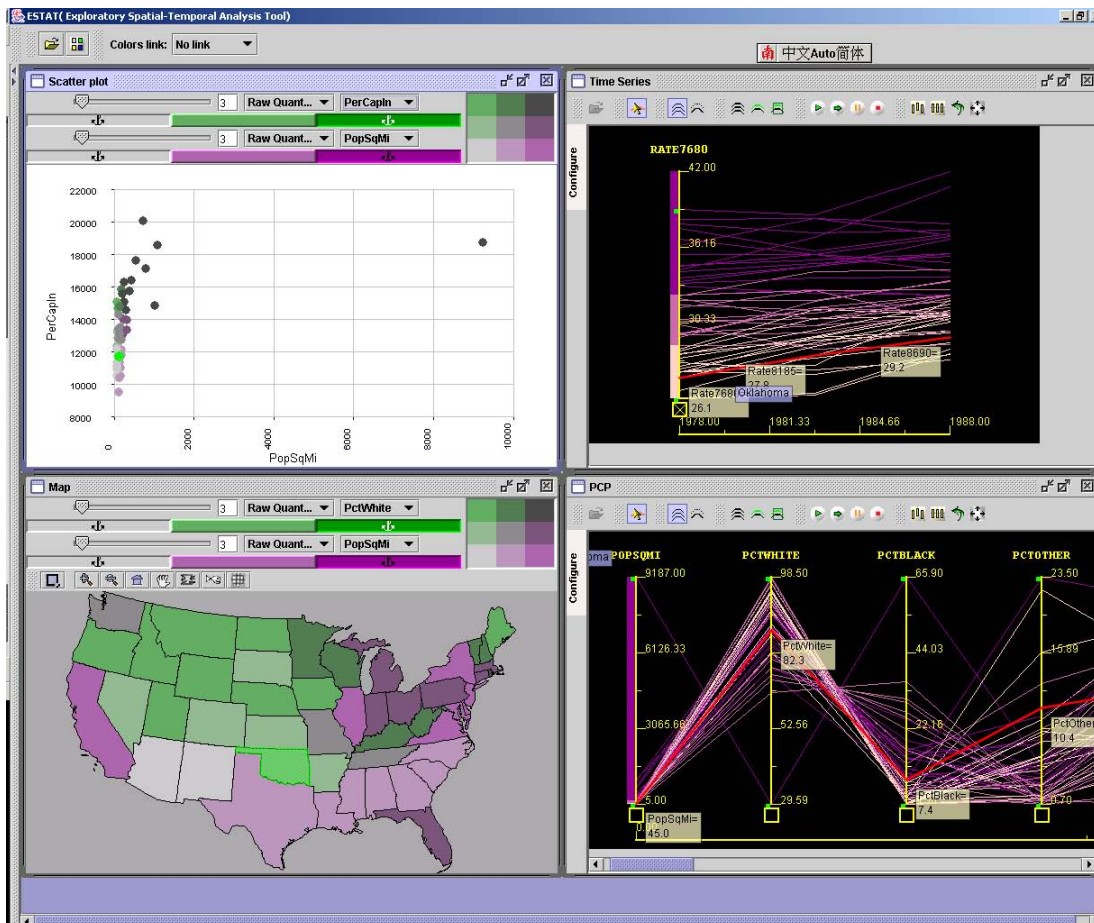 ESTAT( Exploratory Spatial-Temporal Analysis Tool)
Colors link: No link
南 中文Auto简体
Scatter plot
3 Raw Quant... PerCapIn
3 Raw Quant... PopSqMi
22000
20000
18000
16000
14000
12000
10000
8000
PerCapIn
0 2000 4000 6000 8000 10000
PopSqMi
Time Series
Configure
RATE7680
42.00
36.16
30.33
Rate8690=
29.2
Rate8185=
27.8
Oklahoma
26.1
1978.00 1981.33 1984.66 1988.00
Map
3 Raw Quant... PctWhite
3 Raw Quant... PopSqMi
PCP
Configure
oma POPSQMI PCTWHITE PCTBLACK PCTOTHER
9187.00 98.50 65.90 23.50
6126.33 44.03 15.89
PctWhite=
82.3
3065.66 52.56 22.16
PctOther
10.4
5.00 29.59 0.70
PctBlack=
7.4
PopSqMi=
45.0